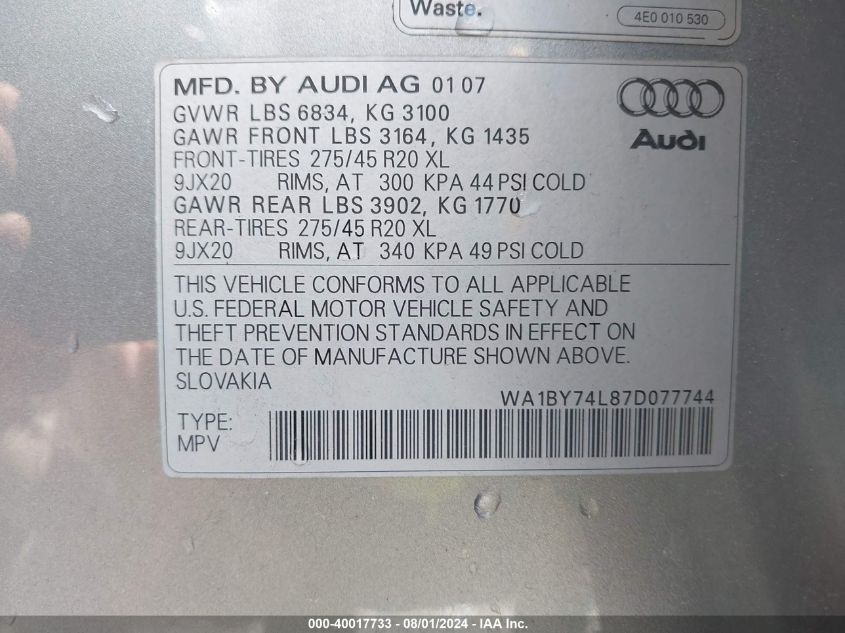 Waste.
4E0 010 530
MFD. BY AUDI AG 01 07
GVWR LBS 6834, KG 3100
GAWR FRONT LBS 3164, KG 1435
FRONT-TIRES 275/45 R20 XL
9JX20 RIMS, AT 300 KPA 44 PSI COLD
GAWR REAR LBS 3902, KG 1770
REAR-TIRES 275/45 R20 XL
9JX20 RIMS, AT 340 KPA 49 PSI COLD
Audi
THIS VEHICLE CONFORMS TO ALL APPLICABLE
U.S. FEDERAL MOTOR VEHICLE SAFETY AND
THEFT PREVENTION STANDARDS IN EFFECT ON
THE DATE OF MANUFACTURE SHOWN ABOVE.
SLOVAKIA
WA1BY74L87D077744
TYPE:
MPV
000-40017733 - 08/01/2024 - IAA Inc.